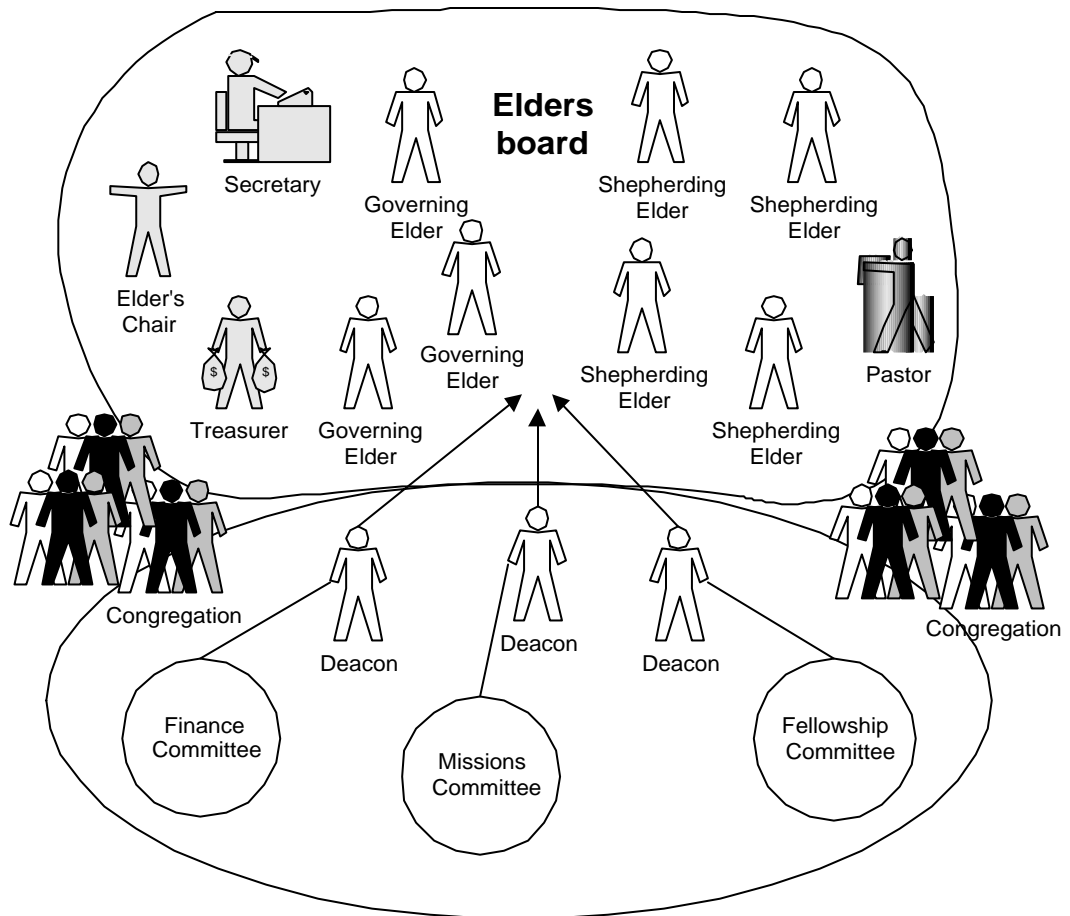 Elders
board
Secretary
Governing
Elder
Shepherding
Elder
Shepherding
Elder
Elder's
Chair
Governing
Elder
Shepherding
Elder
Pastor
Treasurer
$
$
Governing
Elder
Shepherding
Elder
Congregation
Congregation
Deacon
Deacon
Deacon
Finance
Committee
Missions
Committee
Fellowship
Committee